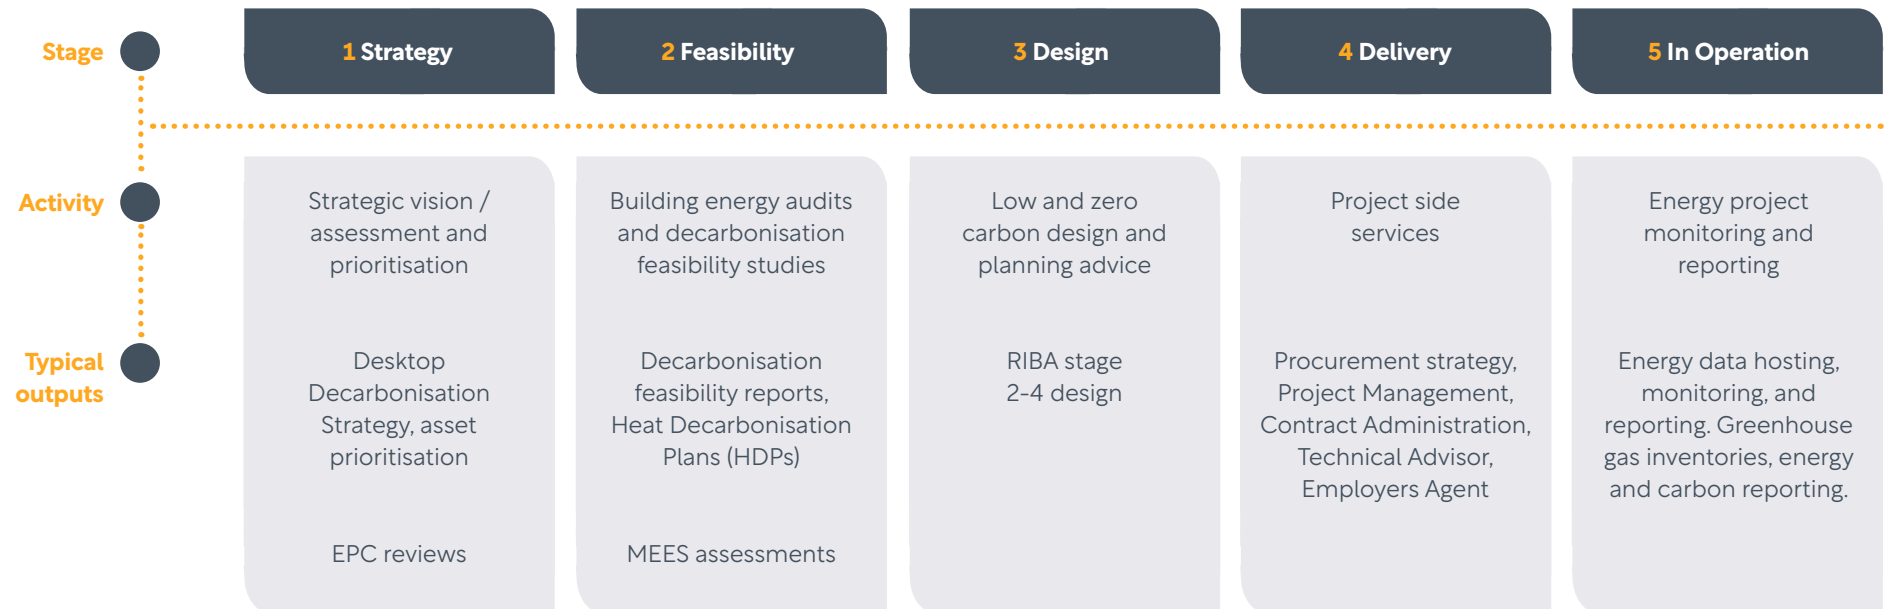 Stage
1 Strategy
2 Feasibility
3 Design
4 Delivery
5 In Operation
Activity
Strategic vision /
assessment and
prioritisation
Building energy audits
and decarbonisation
feasibility studies
Low and zero
carbon design and
planning advice
Project side
services
Energy project
monitoring and
reporting
Typical
outputs
Desktop
Decarbonisation
Strategy, asset
prioritisation
EPC reviews
Decarbonisation
feasibility reports,
Heat Decarbonisation
Plans (HDPs)
MEES assessments
RIBA stage
2-4 design
Procurement strategy,
Project Management,
Contract Administration,
Technical Advisor,
Employers Agent
Energy data hosting,
monitoring, and
reporting. Greenhouse
gas inventories, energy
and carbon reporting.